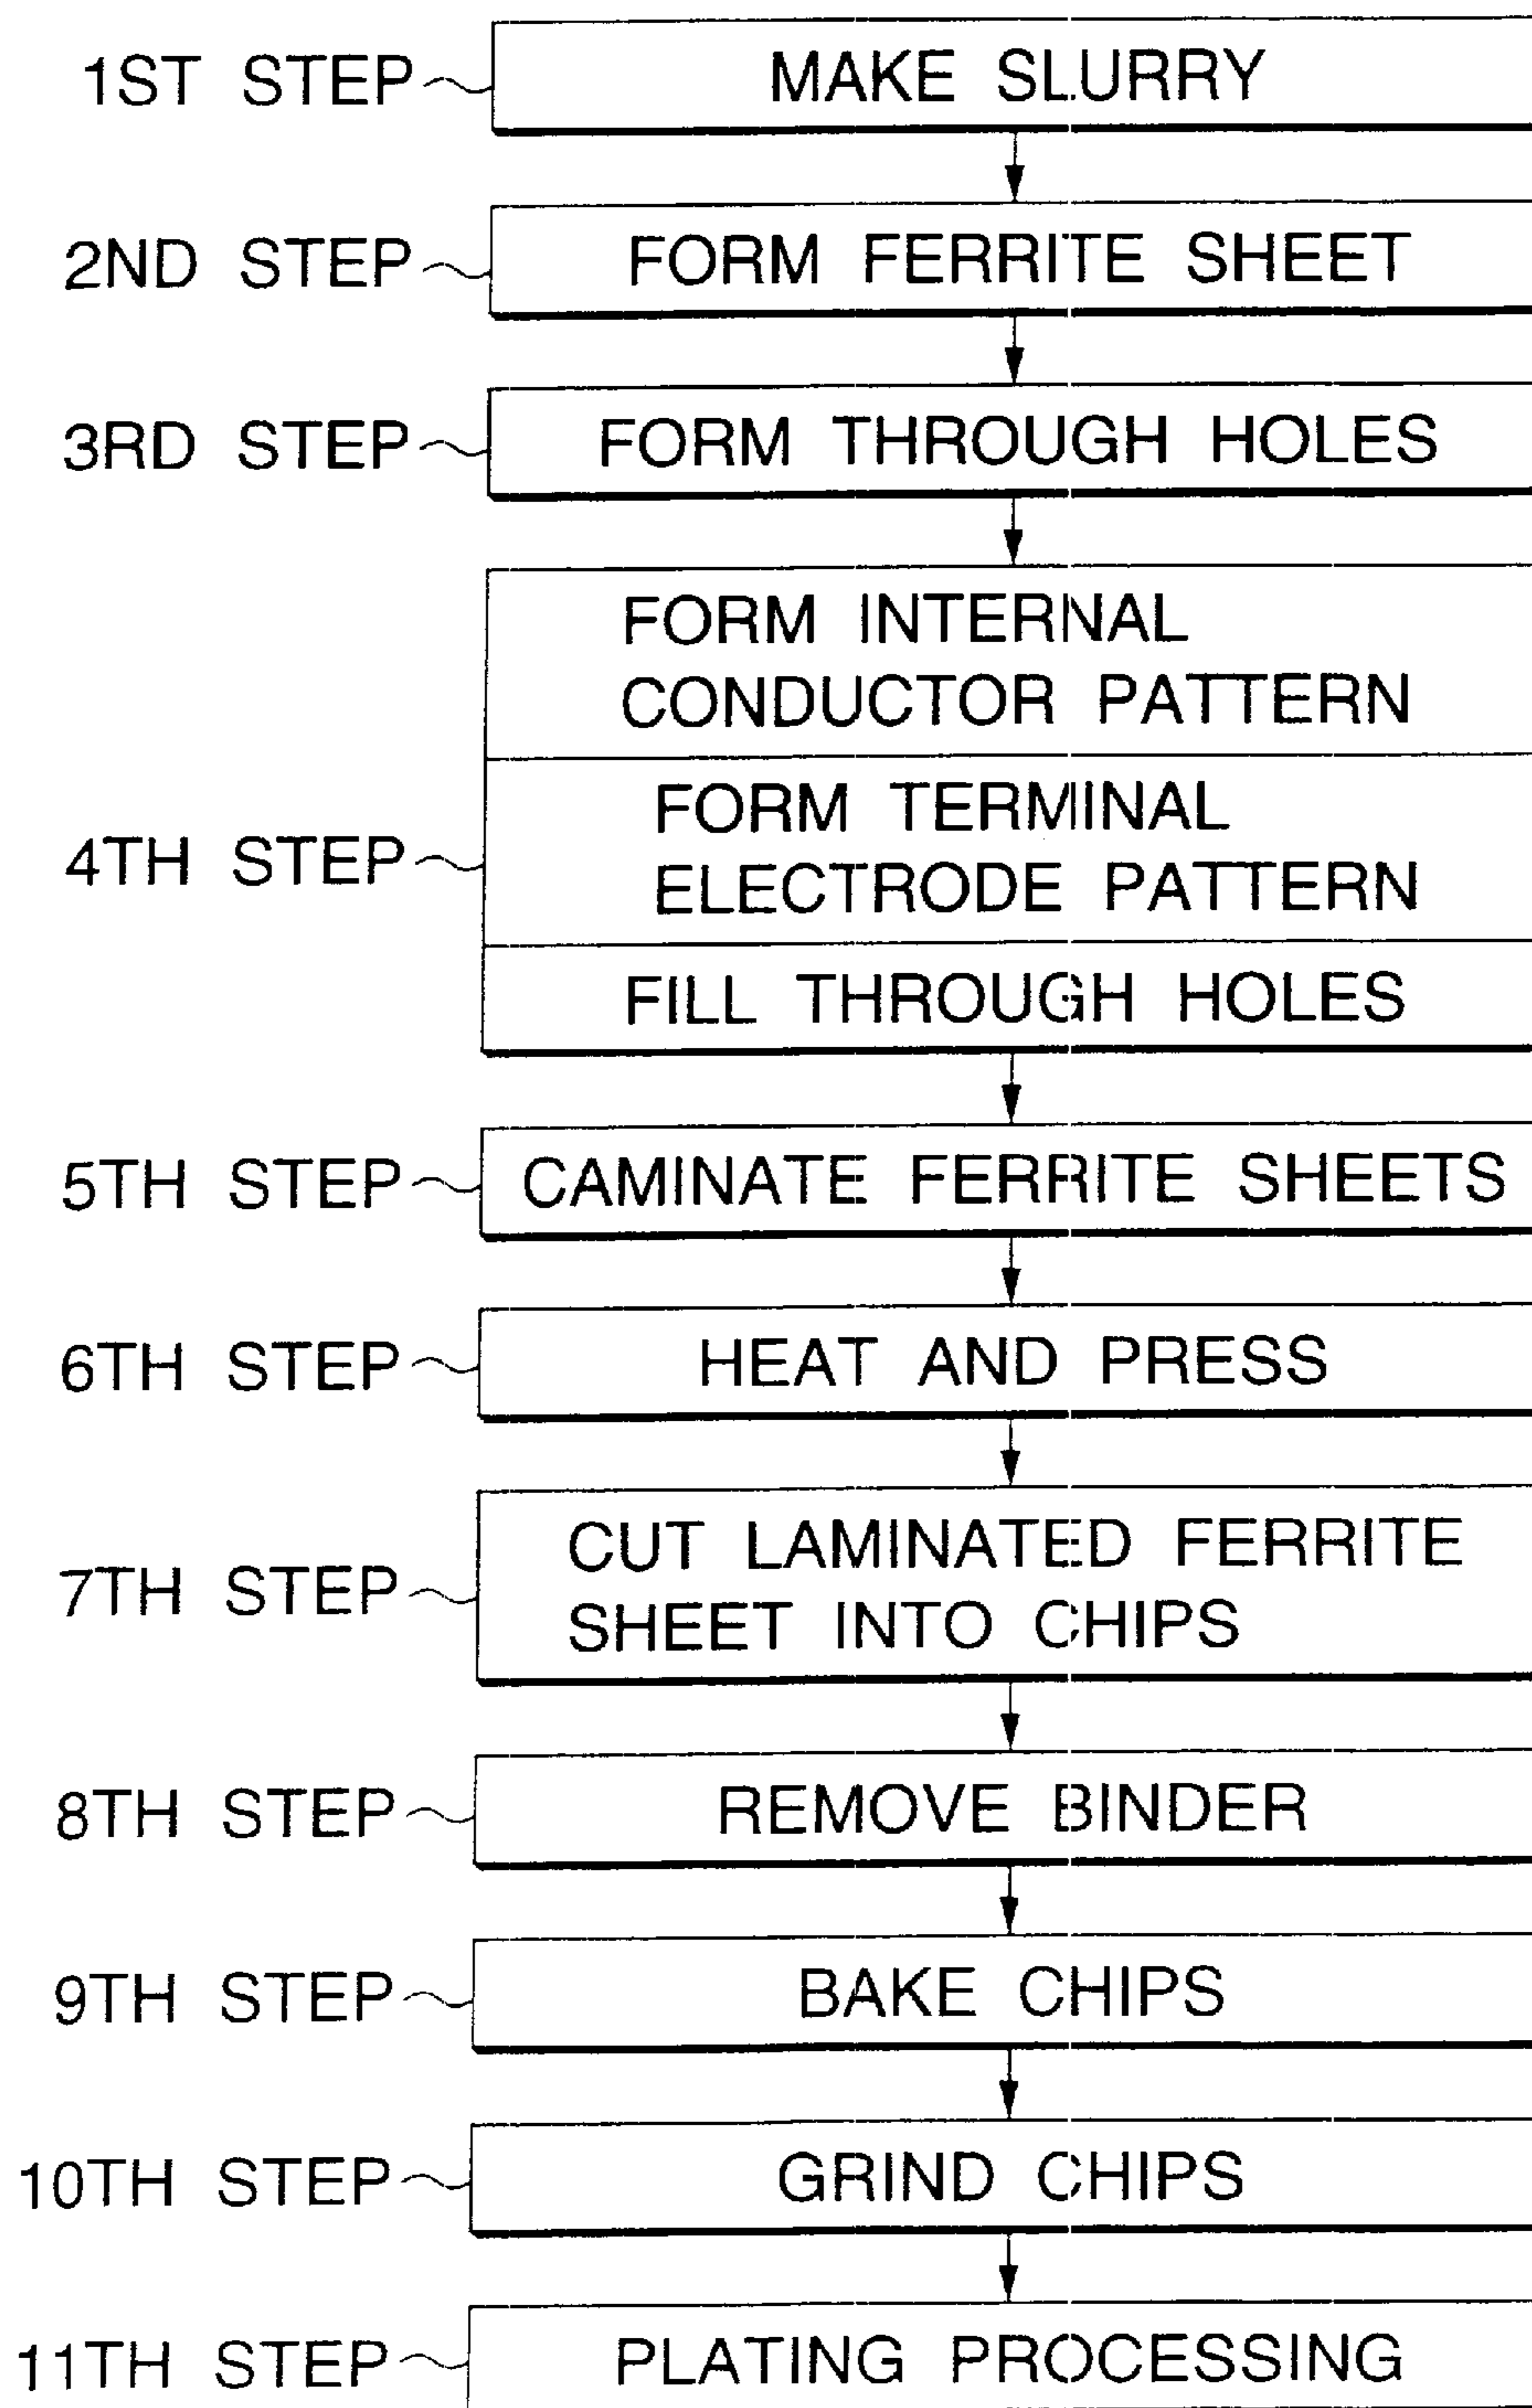 1ST STEP MAKE SLURRY
2ND STEP FORM FERRITE SHEET
3RD STEP FORM THROUGH HOLES
FORM INTERNAL
CONDUCTOR PATTERN
4TH STEP
FORM TERMINAL
ELECTRODE PATTERN
FILL THROUGH HOLES
5TH STEP CAMINATE FERRITE SHEETS
6TH STEP HEAT AND PRESS
7TH STEP
CUT LAMINATED FERRITE
SHEET INTO CHIPS
8TH STEP REMOVE BINDER
9TH STEP BAKE CHIPS
10TH STEP GRIND CHIPS
11TH STEP PLATING PROCESSING